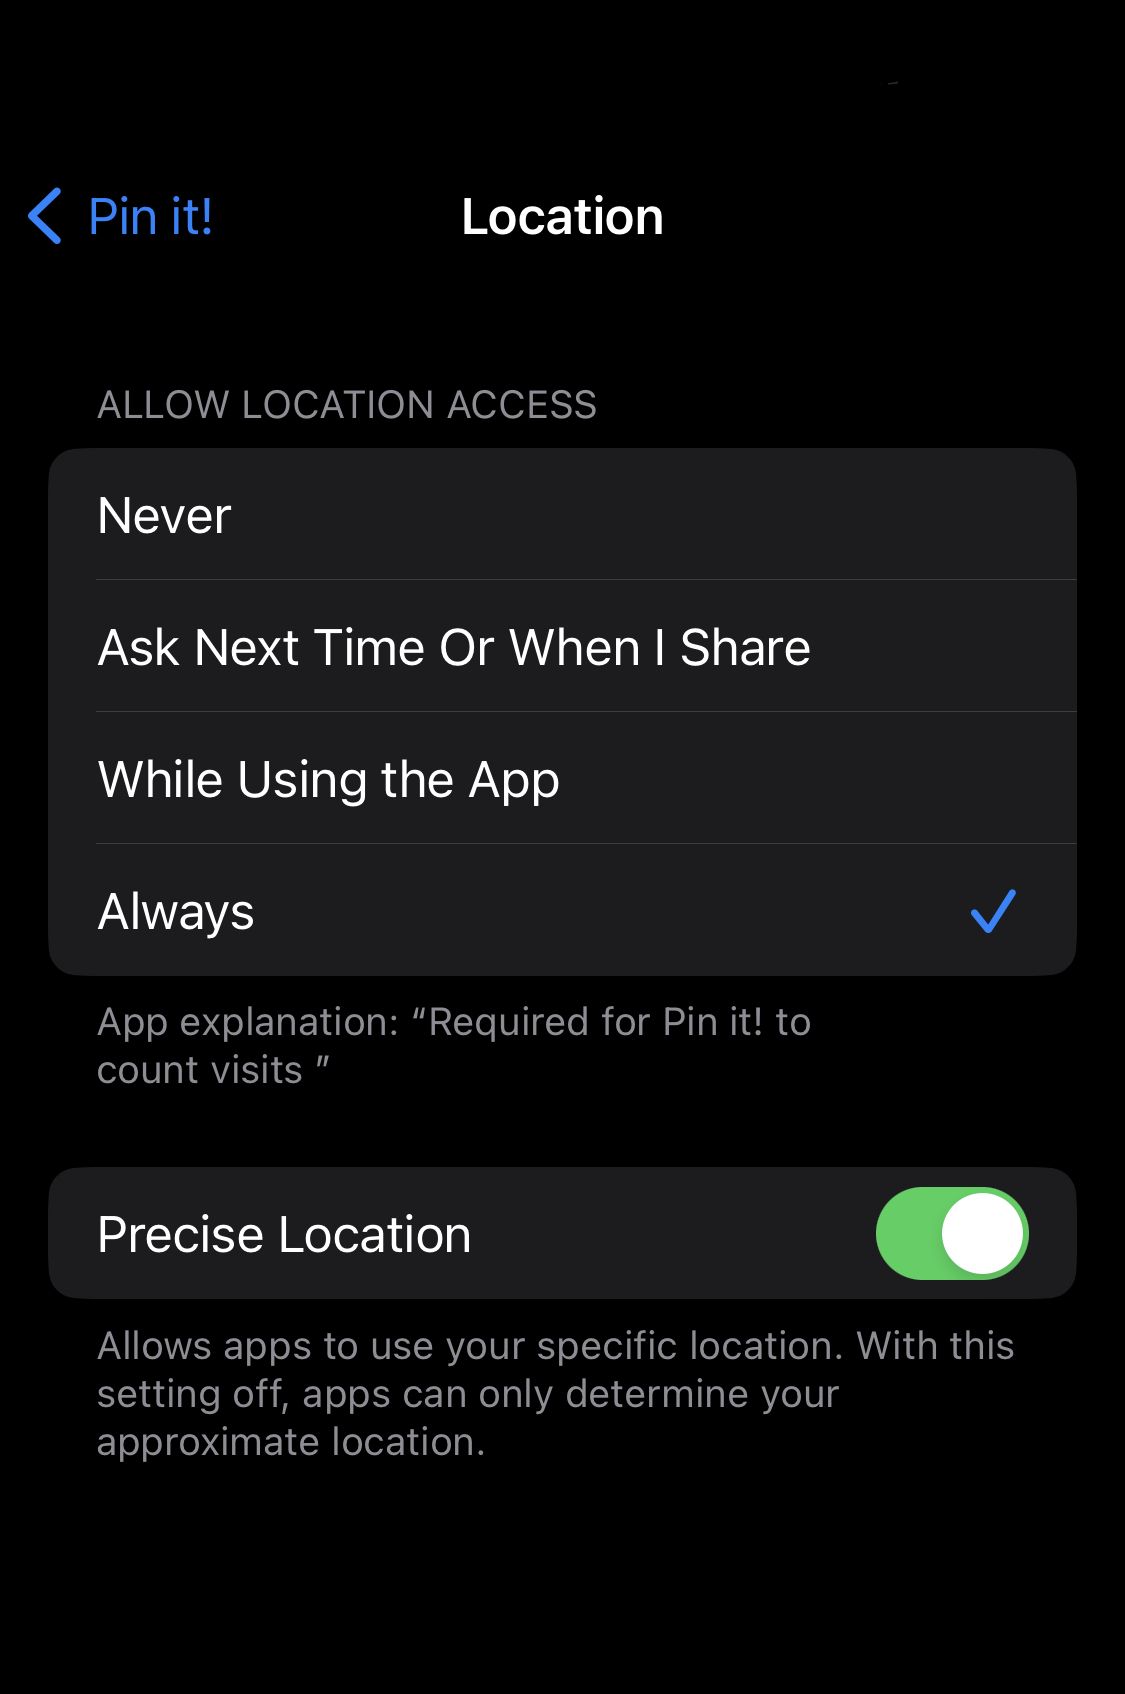 Pin it!
Location
ALLOW LOCATION ACCESS
Never
Ask Next Time Or When I Share
While Using the App
Always
App explanation: “Required for Pin it! to
count visits ”
Precise Location
Allows apps to use your specific location. With this
setting off, apps can only determine your
approximate location.